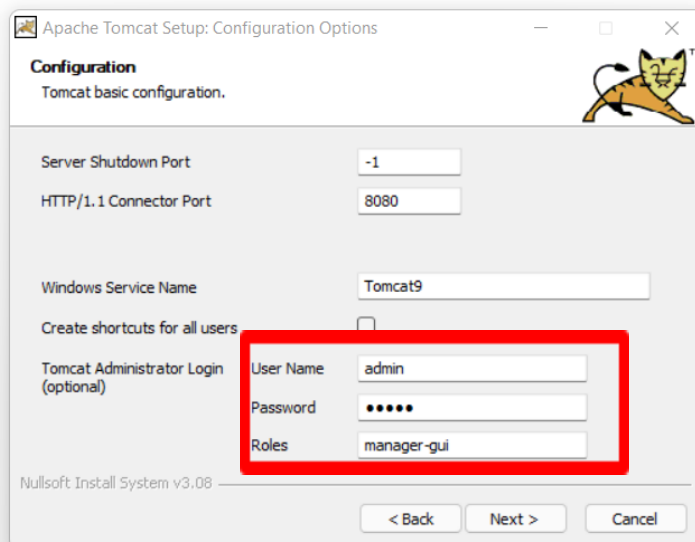 Apache Tomcat Setup: Configuration Options
Configuration
Tomcat basic configuration.
Server Shutdown Port -1
HTTP/1.1 Connector Port 8080
Windows Service Name Tomcat9
Create shortcuts for all users
Tomcat Administrator Login (optional)
User Name admin
Password •••••
Roles manager-gui
Nullsoft Install System v3.08
< Back Next > Cancel